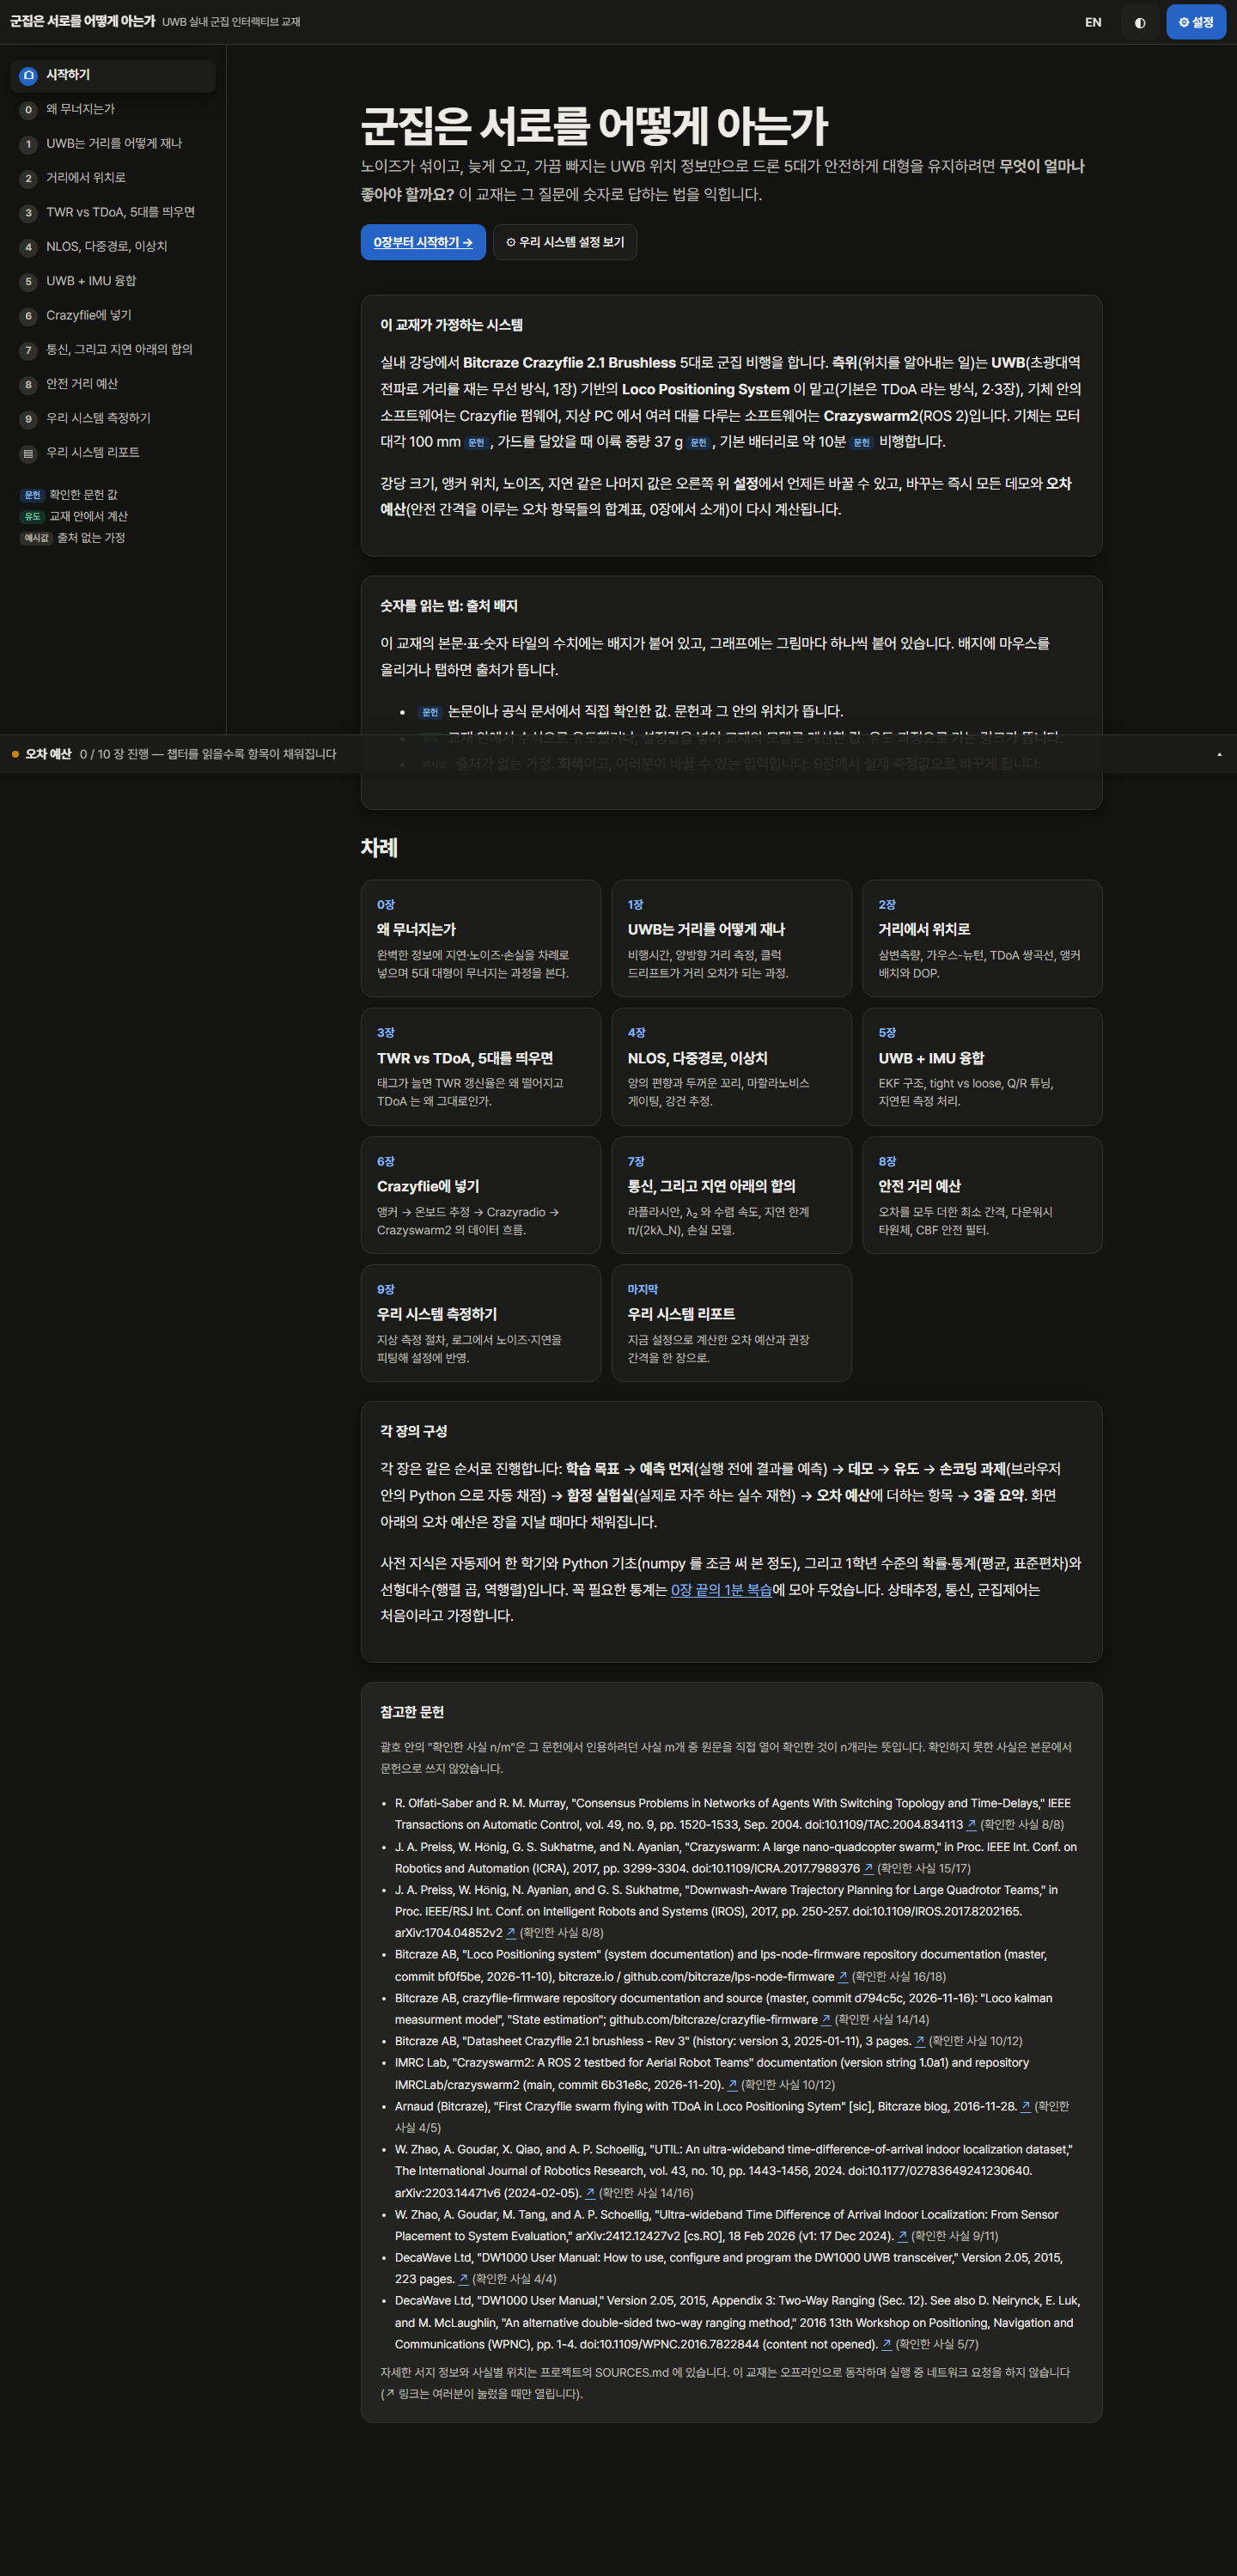 군집은 서로를 어떻게 아는가 UWB 실내 군집 인터랙티브 교재
EN
설정
시작하기
0 왜 무너지는가
1 UWB는 거리를 어떻게 재나
2 거리에서 위치로
3 TWR vs TDoA, 5대를 띄우면
4 NLOS, 다중경로, 이상치
5 UWB + IMU 융합
6 Crazyflie에 넣기
7 통신, 그리고 지연 아래의 합의
8 안전 거리 예산
9 우리 시스템 측정하기
우리 시스템 리포트
문헌 확인한 문헌 값
유도 교재 안에서 계산
예시값 출처 없는 가정
군집은 서로를 어떻게 아는가
노이즈가 섞이고, 늦게 오고, 가끔 빠지는 UWB 위치 정보만으로 드론 5대가 안전하게 대형을 유지하려면 무엇이 얼마나
좋아야 할까요? 이 교재는 그 질문에 숫자로 답하는 법을 익힙니다.
0장부터 시작하기 →
우리 시스템 설정 보기
이 교재가 가정하는 시스템
실내 강당에서 Bitcraze Crazyflie 2.1 Brushless 5대로 군집 비행을 합니다. 측위(위치를 알아내는 일)는 UWB(초광대역
전파로 거리를 재는 무선 방식, 1장) 기반의 Loco Positioning System 이 맡고(기본은 TDoA 라는 방식, 2·3장), 기체 안의
소프트웨어는 Crazyflie 펌웨어, 지상 PC 에서 여러 대를 다루는 소프트웨어는 Crazyswarm2(ROS 2)입니다. 기체는 모터
대각 100 mm 문헌 , 가드를 달았을 때 이륙 중량 37 g 문헌 , 기본 배터리로 약 10분 문헌 비행합니다.
강당 크기, 앵커 위치, 노이즈, 지연 같은 나머지 값은 오른쪽 위 설정에서 언제든 바꿀 수 있고, 바꾸는 즉시 모든 데모와 오차
예산(안전 간격을 이루는 오차 항목들의 합계표, 0장에서 소개)이 다시 계산됩니다.
숫자를 읽는 법: 출처 배지
이 교재의 본문·표·숫자 타일의 수치에는 배지가 붙어 있고, 그래프에는 그림마다 하나씩 붙어 있습니다. 배지에 마우스를
올리거나 탭하면 출처가 뜹니다.
문헌 논문이나 공식 문서에서 직접 확인한 값. 문헌과 그 안의 위치가 뜹니다.
예시값 출처가 없는 가정. 회색이고, 여러분이 바꿀 수 있는 입력입니다. 9장에서 실제 측정값으로 바꾸게 됩니다.
오차 예산 0 / 10 장 진행 — 챕터를 읽을수록 항목이 채워집니다
차례
0장
왜 무너지는가
완벽한 정보에 지연·노이즈·손실을 차례로
넣으며 5대 대형이 무너지는 과정을 본다.
1장
UWB는 거리를 어떻게 재나
비행시간, 양방향 거리 측정, 클럭
드리프트가 거리 오차가 되는 과정.
2장
거리에서 위치로
삼변측량, 가우스-뉴턴, TDoA 쌍곡선, 앵커
배치와 DOP.
3장
TWR vs TDoA, 5대를 띄우면
태그가 늘면 TWR 갱신율은 왜 떨어지고
TDoA 는 왜 그대로인가.
4장
NLOS, 다중경로, 이상치
양의 편향과 두꺼운 꼬리, 마할라노비스
게이팅, 강건 추정.
5장
UWB + IMU 융합
EKF 구조, tight vs loose, Q/R 튜닝,
지연된 측정 처리.
6장
Crazyflie에 넣기
앵커 → 온보드 추정 → Crazyradio →
Crazyswarm2 의 데이터 흐름.
7장
통신, 그리고 지연 아래의 합의
라플라시안, λ₂ 와 수렴 속도, 지연 한계
π/(2kλ_N), 손실 모델.
8장
안전 거리 예산
오차를 모두 더한 최소 간격, 다운워시
타원체, CBF 안전 필터.
9장
우리 시스템 측정하기
지상 측정 절차, 로그에서 노이즈·지연을
피팅해 설정에 반영.
마지막
우리 시스템 리포트
지금 설정으로 계산한 오차 예산과 권장
간격을 한 장으로.
각 장의 구성
각 장은 같은 순서로 진행합니다: 학습 목표 → 예측 먼저(실행 전에 결과를 예측) → 데모 → 유도 → 손코딩 과제(브라우저
안의 Python 으로 자동 채점) → 함정 실험실(실제로 자주 하는 실수 재현) → 오차 예산에 더하는 항목 → 3줄 요약. 화면
아래의 오차 예산은 장을 지날 때마다 채워집니다.
사전 지식은 자동제어 한 학기와 Python 기초(numpy 를 조금 써 본 정도), 그리고 1학년 수준의 확률·통계(평균, 표준편차)와
선형대수(행렬 곱, 역행렬)입니다. 꼭 필요한 통계는 0장 끝의 1분 복습에 모아 두었습니다. 상태추정, 통신, 군집제어는
처음이라고 가정합니다.
참고한 문헌
괄호 안의 "확인한 사실 n/m"은 그 문헌에서 인용하려던 사실 m개 중 원문을 직접 열어 확인한 것이 n개라는 뜻입니다. 확인하지 못한 사실은 본문에서
문헌으로 쓰지 않았습니다.
R. Olfati-Saber and R. M. Murray, "Consensus Problems in Networks of Agents With Switching Topology and Time-Delays," IEEE
Transactions on Automatic Control, vol. 49, no. 9, pp. 1520-1533, Sep. 2004. doi:10.1109/TAC.2004.834113 ↗ (확인한 사실 8/8)
J. A. Preiss, W. Hönig, G. S. Sukhatme, and N. Ayanian, "Crazyswarm: A large nano-quadcopter swarm," in Proc. IEEE Int. Conf. on
Robotics and Automation (ICRA), 2017, pp. 3299-3304. doi:10.1109/ICRA.2017.7989376 ↗ (확인한 사실 15/17)
J. A. Preiss, W. Hönig, N. Ayanian, and G. S. Sukhatme, "Downwash-Aware Trajectory Planning for Large Quadrotor Teams," in
Proc. IEEE/RSJ Int. Conf. on Intelligent Robots and Systems (IROS), 2017, pp. 250-257. doi:10.1109/IROS.2017.8202165.
arXiv:1704.04852v2 ↗ (확인한 사실 8/8)
Bitcraze AB, "Loco Positioning system" (system documentation) and lps-node-firmware repository documentation (master,
commit bf0f5be, 2026-11-10), bitcraze.io / github.com/bitcraze/lps-node-firmware ↗ (확인한 사실 16/18)
Bitcraze AB, crazyflie-firmware repository documentation and source (master, commit d794c5c, 2026-11-16): "Loco kalman
measurment model", "State estimation"; github.com/bitcraze/crazyflie-firmware ↗ (확인한 사실 14/14)
Bitcraze AB, "Datasheet Crazyflie 2.1 brushless - Rev 3" (history: version 3, 2025-01-11), 3 pages. ↗ (확인한 사실 10/12)
IMRC Lab, "Crazyswarm2: A ROS 2 testbed for Aerial Robot Teams" documentation (version string 1.0a1) and repository
IMRCLab/crazyswarm2 (main, commit 6b31e8c, 2026-11-20). ↗ (확인한 사실 10/12)
Arnaud (Bitcraze), "First Crazyflie swarm flying with TDoA in Loco Positioning Sytem" [sic], Bitcraze blog, 2016-11-28. ↗ (확인한
사실 4/5)
W. Zhao, A. Goudar, X. Qiao, and A. P. Schoellig, "UTIL: An ultra-wideband time-difference-of-arrival indoor localization dataset,"
The International Journal of Robotics Research, vol. 43, no. 10, pp. 1443-1456, 2024. doi:10.1177/02783649241230640.
arXiv:2203.14471v6 (2024-02-05). ↗ (확인한 사실 14/16)
W. Zhao, A. Goudar, M. Tang, and A. P. Schoellig, "Ultra-wideband Time Difference of Arrival Indoor Localization: From Sensor
Placement to System Evaluation," arXiv:2412.12427v2 [cs.RO], 18 Feb 2026 (v1: 17 Dec 2024). ↗ (확인한 사실 9/11)
DecaWave Ltd, "DW1000 User Manual: How to use, configure and program the DW1000 UWB transceiver," Version 2.05, 2015,
223 pages. ↗ (확인한 사실 4/4)
DecaWave Ltd, "DW1000 User Manual," Version 2.05, 2015, Appendix 3: Two-Way Ranging (Sec. 12). See also D. Neirynck, E. Luk,
and M. McLaughlin, "An alternative double-sided two-way ranging method," 2016 13th Workshop on Positioning, Navigation and
Communications (WPNC), pp. 1-4. doi:10.1109/WPNC.2016.7822844 (content not opened). ↗ (확인한 사실 5/7)
자세한 서지 정보와 사실별 위치는 프로젝트의 SOURCES.md 에 있습니다. 이 교재는 오프라인으로 동작하며 실행 중 네트워크 요청을 하지 않습니다
(↗ 링크는 여러분이 눌렀을 때만 열립니다).